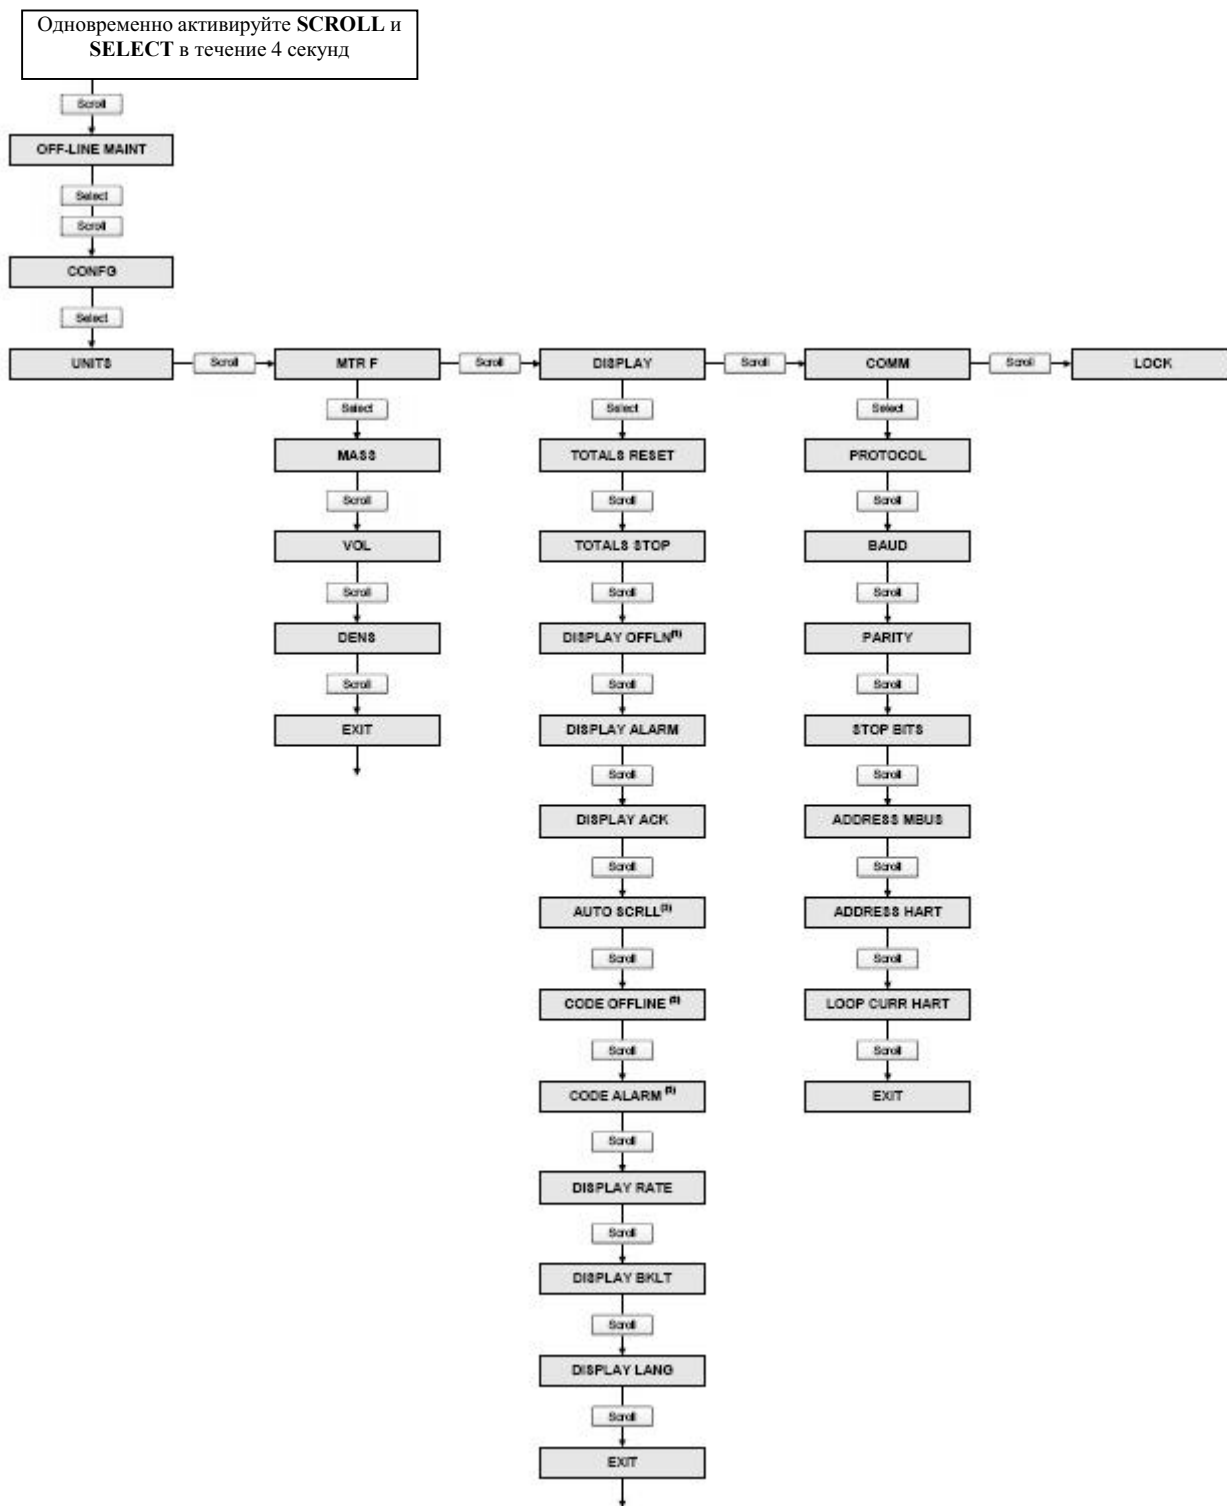 Одновременно активируйте SCROLL и
SELECT в течение 4 секунд
Scroll
OFF-LINE MAINT
Select
Scroll
CONFG
Select
UNITS
Scroll
MTR F
Scroll
DISPLAY
Scroll
COMM
Scroll
LOCK
Select
MASS
Scroll
VOL
Scroll
DENS
Scroll
EXIT
Select
TOTALS RESET
Scroll
TOTALS STOP
Scroll
DISPLAY OFFLN(1)
Scroll
DISPLAY ALARM
Scroll
DISPLAY ACK
Scroll
AUTO SCRLL
Scroll
CODE OFFLINE
Scroll
CODE ALARM
Scroll
DISPLAY RATE
Scroll
DISPLAY BKLT
Scroll
DISPLAY LANG
Scroll
EXIT
Select
PROTOCOL
Scroll
BAUD
Scroll
PARITY
Scroll
STOP BITS
Scroll
ADDRESS MBUS
Scroll
ADDRESS HART
Scroll
LOOP CURR HART
Scroll
EXIT